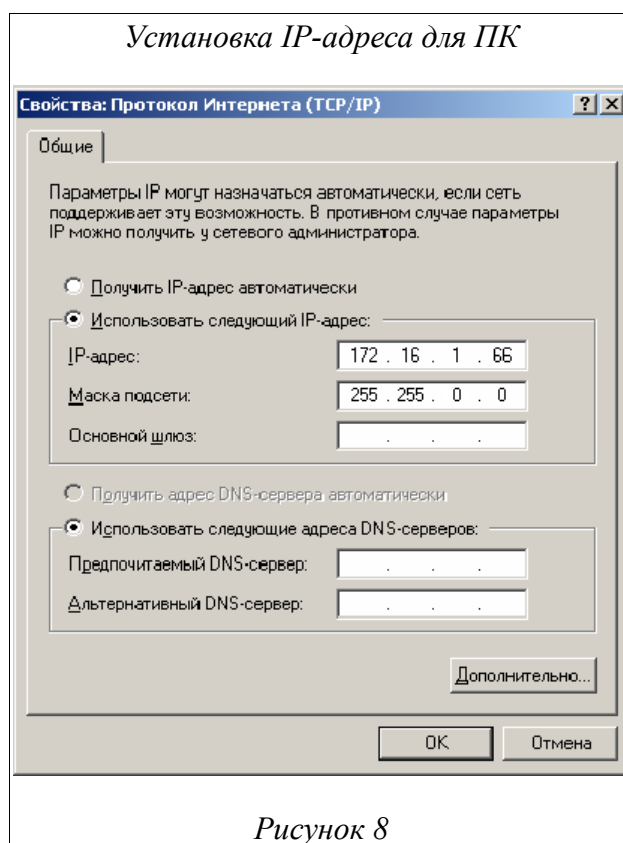 Установка IP-адреса для ПК
Свойства: Протокол Интернета (TCP/IP)
Общие
Параметры IP могут назначаться автоматически, если сеть
поддерживает эту возможность. В противном случае параметры
IP можно получить у сетевого администратора.
Получить IP-адрес автоматически
Использовать следующий IP-адрес:
IP-адрес: 172 . 16 . 1 . 66
Маска подсети: 255 . 255 . 0 . 0
Основной шлюз: . . .
Получить адрес DNS-сервера автоматически
Использовать следующие адреса DNS-серверов:
Предпочитаемый DNS-сервер: . . .
Альтернативный DNS-сервер: . . .
Дополнительно...
OK Отмена
Рисунок 8